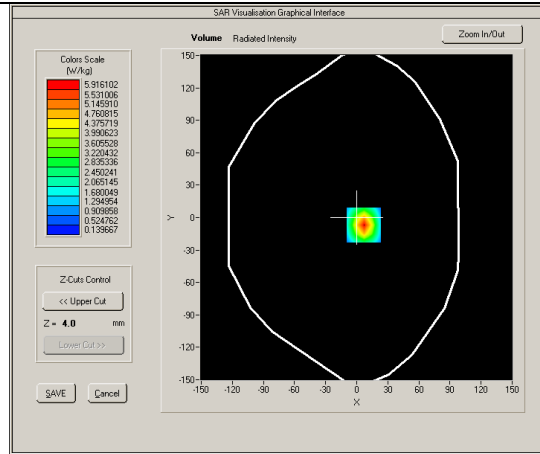 SAR Visualisation Graphical Interface
Volume Radiated Intensity
Zoom In/Out
Colors Scale
(W/kg)
5.916102
5.531006
5.145910
4.760815
4.375719
3.990623
3.605528
3.220432
2.835336
2.450241
2.065145
1.680049
1.294954
0.909858
0.524762
0.139667
Z-Cuts Control
<< Upper Cut
Z = 4.0 mm
Lower Cut >>
SAVE Cancel
150
120
90
60
30
Y 0
-30
-60
-90
-120
-150
-150 -120 -90 -60 -30 0 30 60 90 120 150
X